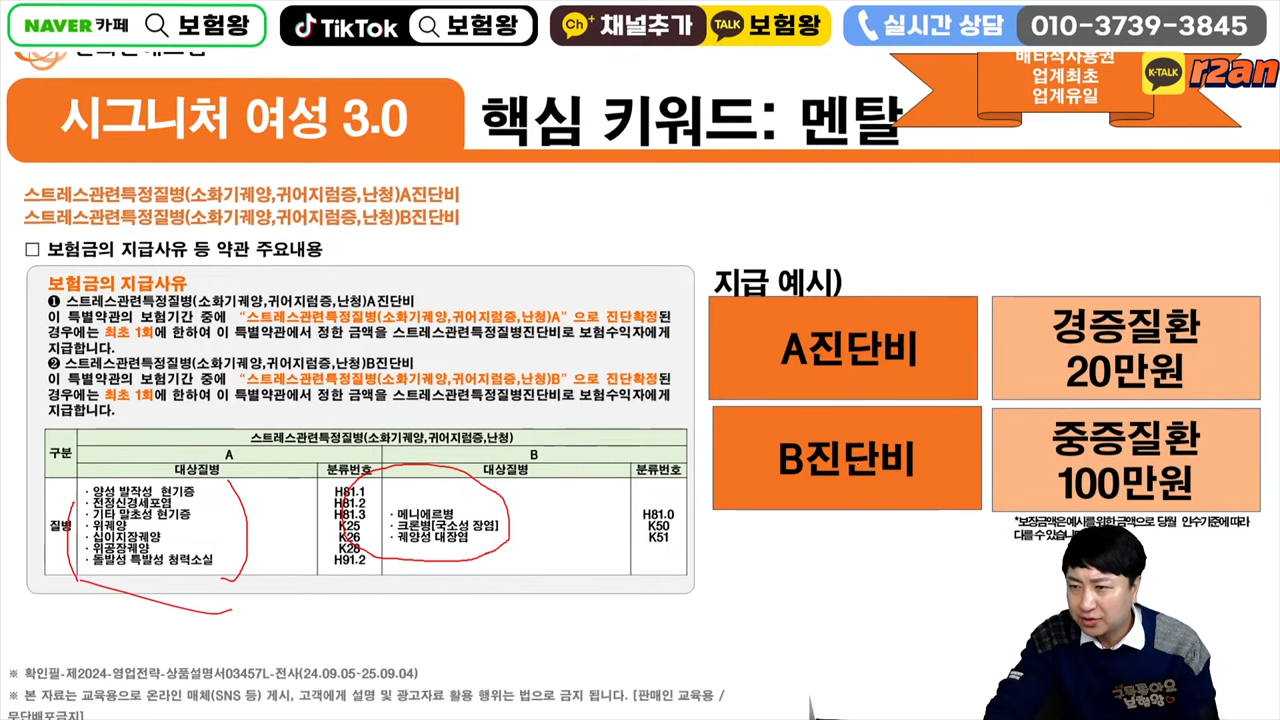 NAVER 카페 보험왕
TikTok 보험왕
Ch+ 채널추가 TALK 보험왕
실시간 상담 010-3739-3845
배타적사용권
업계최초
업계유일
K-TALK r2an
시그니처 여성 3.0
핵심 키워드: 멘탈
스트레스관련특정질병(소화기궤양,귀어지럼증,난청)A진단비
스트레스관련특정질병(소화기궤양,귀어지럼증,난청)B진단비
□ 보험금의 지급사유 등 약관 주요내용
보험금의 지급사유
❶ 스트레스관련특정질병(소화기궤양,귀어지럼증,난청)A진단비
이 특별약관의 보험기간 중에 “스트레스관련특정질병(소화기궤양,귀어지럼증,난청)A” 으로 진단확정된
경우에는 최초 1회에 한하여 이 특별약관에서 정한 금액을 스트레스관련특정질병진단비로 보험수익자에게
지급합니다.
❷ 스트레스관련특정질병(소화기궤양,귀어지럼증,난청)B진단비
이 특별약관의 보험기간 중에 “스트레스관련특정질병(소화기궤양,귀어지럼증,난청)B” 으로 진단확정된
경우에는 최초 1회에 한하여 이 특별약관에서 정한 금액을 스트레스관련특정질병진단비로 보험수익자에게
지급합니다.
구분 스트레스관련특정질병(소화기궤양,귀어지럼증,난청)
A B
대상질병 분류번호 대상질병 분류번호
질병
· 양성 발작성 현기증 H81.1
· 전정신경세포염 H81.2
· 기타 말초성 현기증 H81.3
· 위궤양 K25
· 십이지장궤양 K26
· 위공장궤양 K28
· 돌발성 특발성 청력소실 H91.2
· 메니에르병 H81.0
· 크론병[국소성 장염] K50
· 궤양성 대장염 K51
지급 예시)
A진단비
경증질환
20만원
B진단비
중증질환
100만원
*보장금액은 예시를 위한 금액으로 당월 인수기준에 따라
다를 수 있습니다
구독좋아요
보험왕
※ 확인필-제2024-영업전략-상품설명서03457L-전사(24.09.05~25.09.04)
※ 본 자료는 교육용으로 온라인 매체(SNS 등) 게시, 고객에게 설명 및 광고자료 활용 행위는 법으로 금지 됩니다. [판매인 교육용 /
무단배포금지]